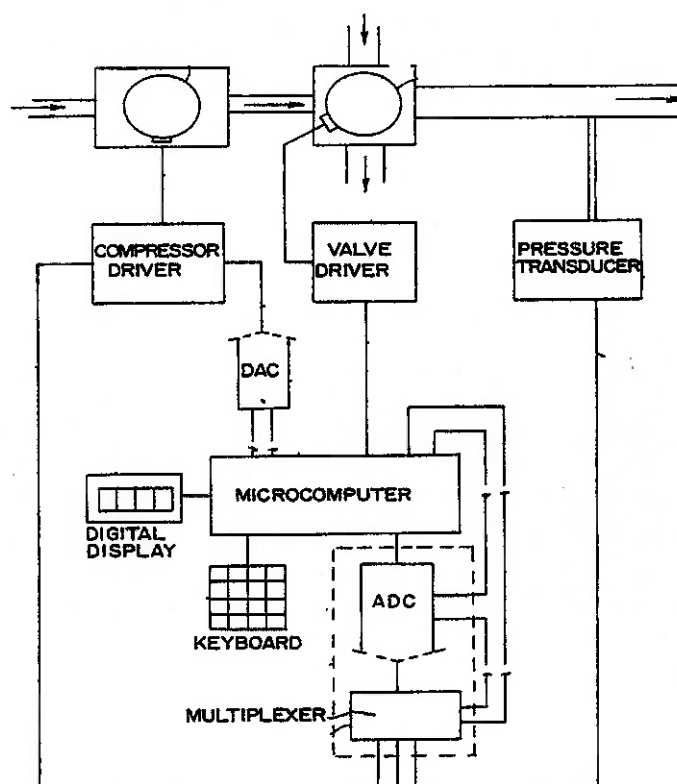 COMPRESSOR
DRIVER
VALVE
DRIVER
PRESSURE
TRANSDUCER
DAC
MICROCOMPUTER
DIGITAL
DISPLAY
ADC
KEYBOARD
MULTIPLEXER